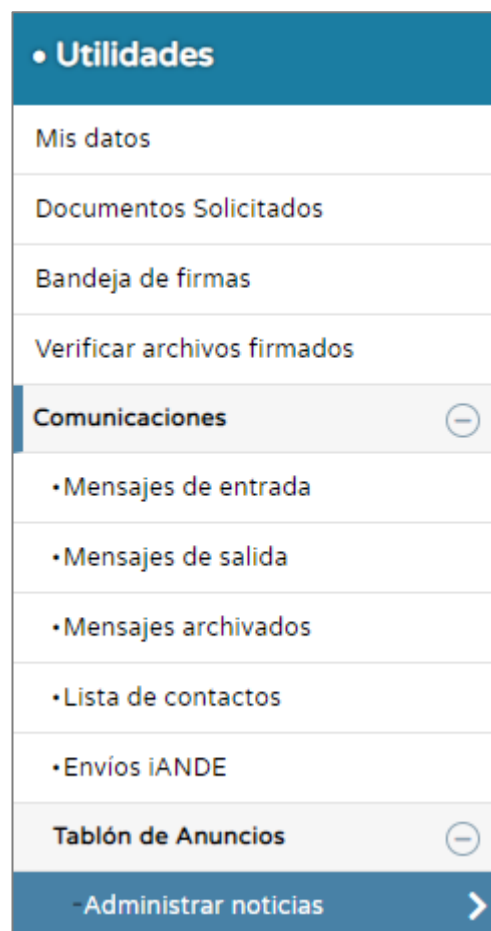 • Utilidades
Mis datos
Documentos Solicitados
Bandeja de firmas
Verificar archivos firmados
Comunicaciones
•Mensajes de entrada
•Mensajes de salida
•Mensajes archivados
•Lista de contactos
•Envíos iANDE
Tablón de Anuncios
-Administrar noticias